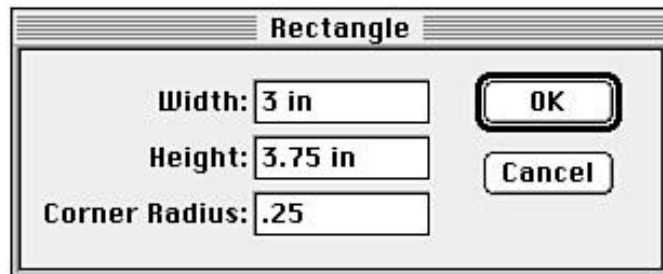 Rectangle
Width: 3 in
OK
Height: 3.75 in
Cancel
Corner Radius: .25